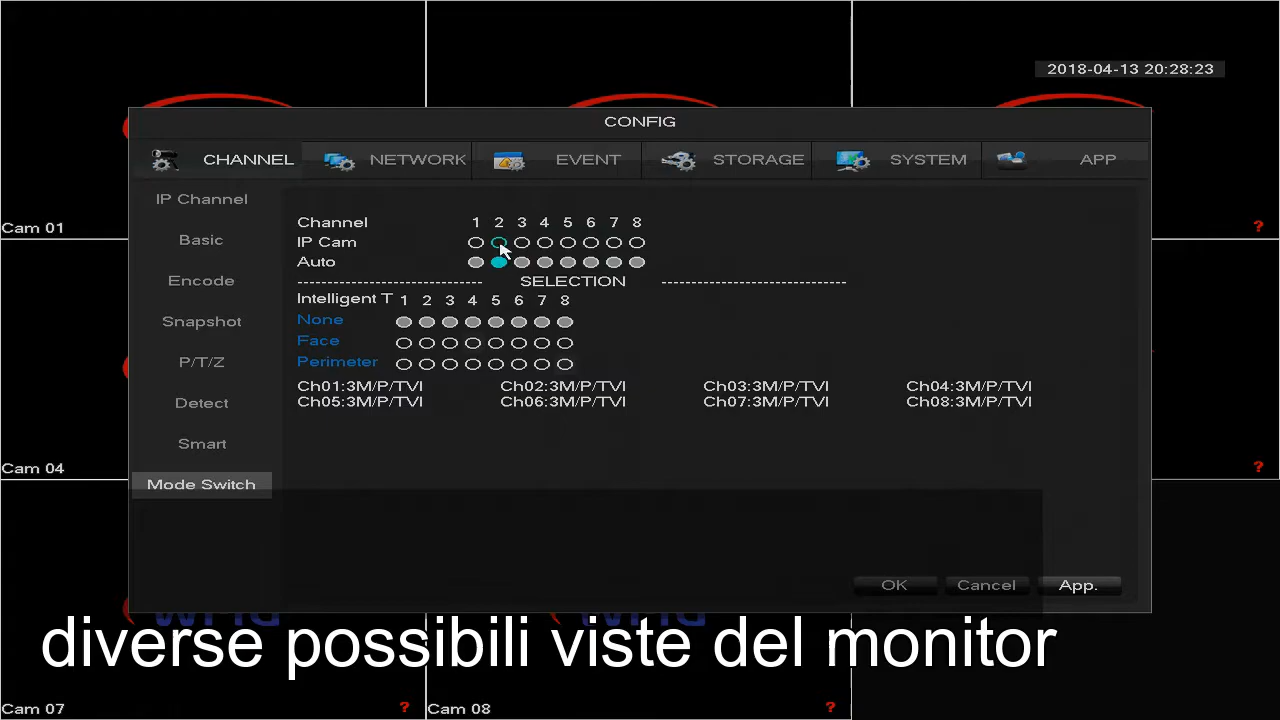 2018-04-13 20:28:23
CONFIG
CHANNEL NETWORK EVENT STORAGE SYSTEM APP
IP Channel
Basic
Encode
Snapshot
P/T/Z
Detect
Smart
Mode Switch
Channel 1 2 3 4 5 6 7 8
IP Cam
Auto
------------------------------ SELECTION ------------------------------
Intelligent T 1 2 3 4 5 6 7 8
None
Face
Perimeter
Ch01:3M/P/TVI Ch02:3M/P/TVI Ch03:3M/P/TVI Ch04:3M/P/TVI
Ch05:3M/P/TVI Ch06:3M/P/TVI Ch07:3M/P/TVI Ch08:3M/P/TVI
OK Cancel App.
Cam 01 ?
Cam 04 ?
diverse possibili viste del monitor
Cam 07 ? Cam 08 ?